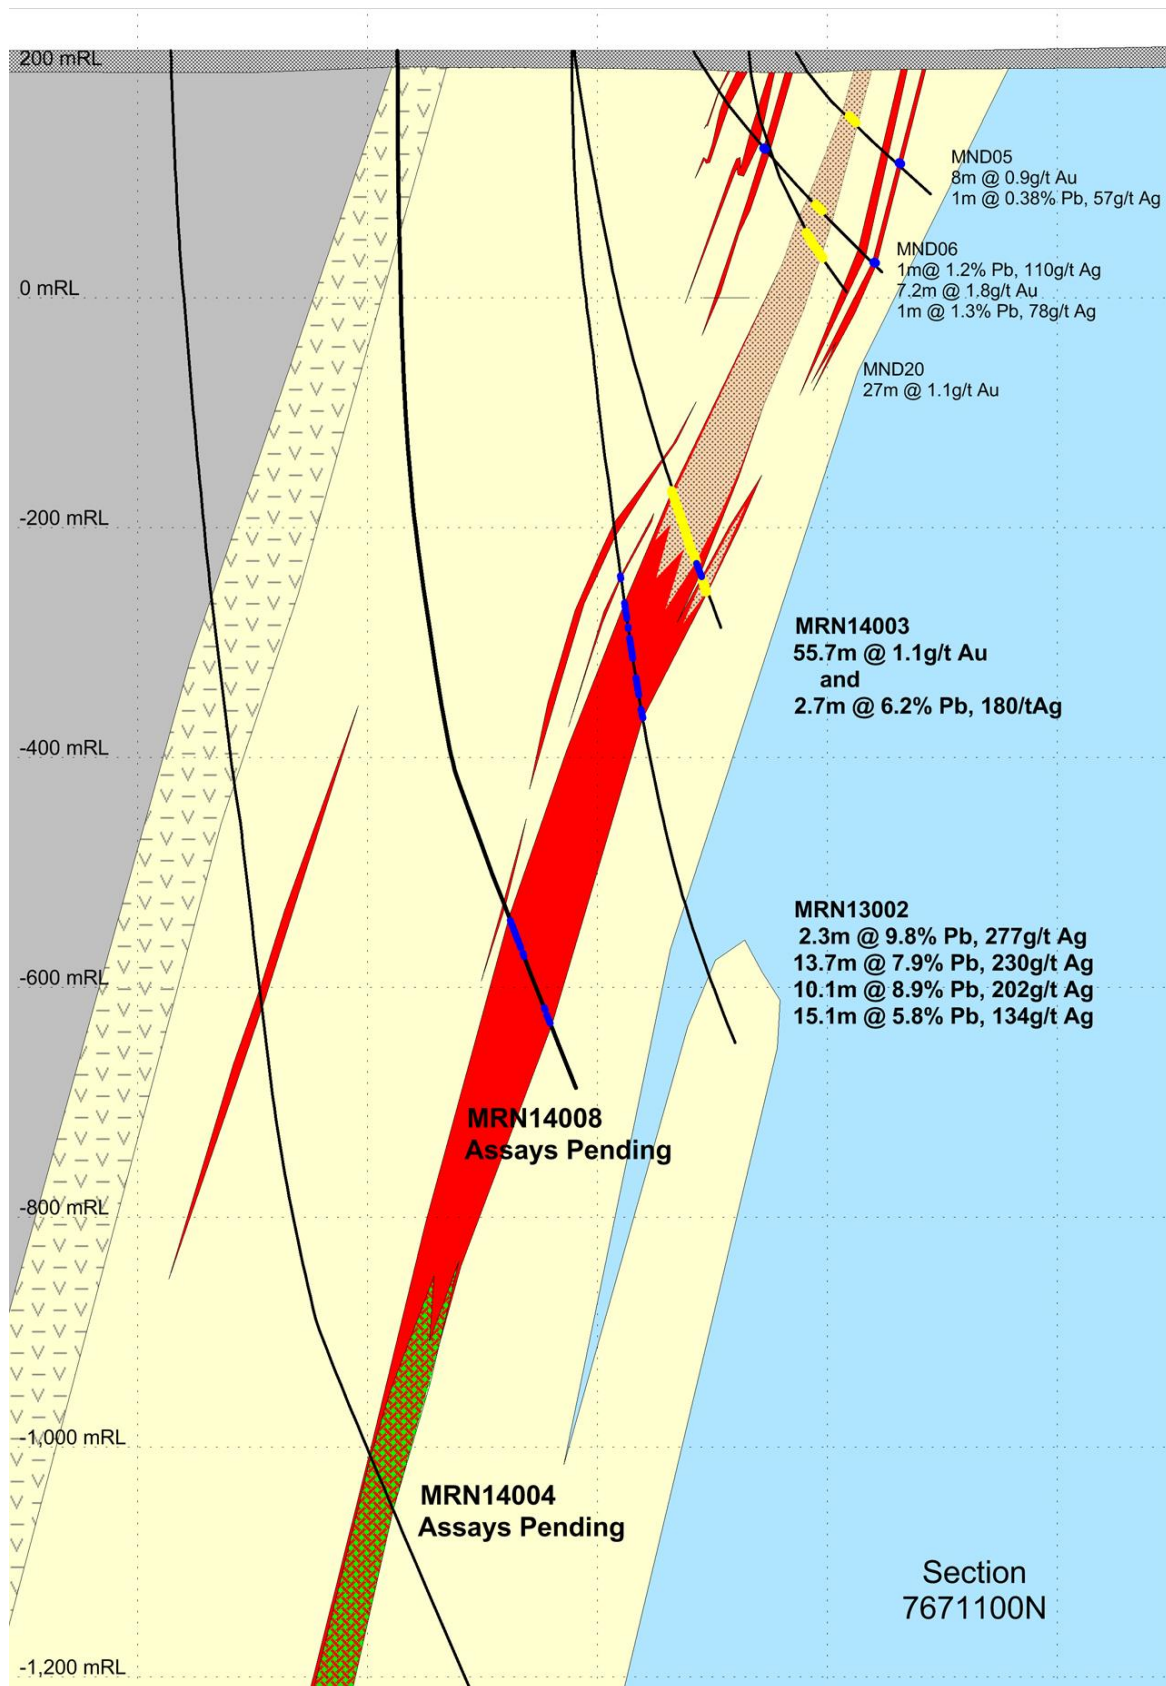 200 mRL
MND05
8m @ 0.9g/t Au
1m @ 0.38% Pb, 57g/t Ag
MND06
1m@ 1.2% Pb, 110g/t Ag
7.2m @ 1.8g/t Au
1m @ 1.3% Pb, 78g/t Ag
0 mRL
MND20
27m @ 1.1g/t Au
-200 mRL
MRN14003
55.7m @ 1.1g/t Au
and
2.7m @ 6.2% Pb, 180/tAg
-400 mRL
MRN13002
2.3m @ 9.8% Pb, 277g/t Ag
13.7m @ 7.9% Pb, 230g/t Ag
10.1m @ 8.9% Pb, 202g/t Ag
15.1m @ 5.8% Pb, 134g/t Ag
-600 mRL
MRN14008
Assays Pending
-800 mRL
-1,000 mRL
MRN14004
Assays Pending
Section
7671100N
-1,200 mRL